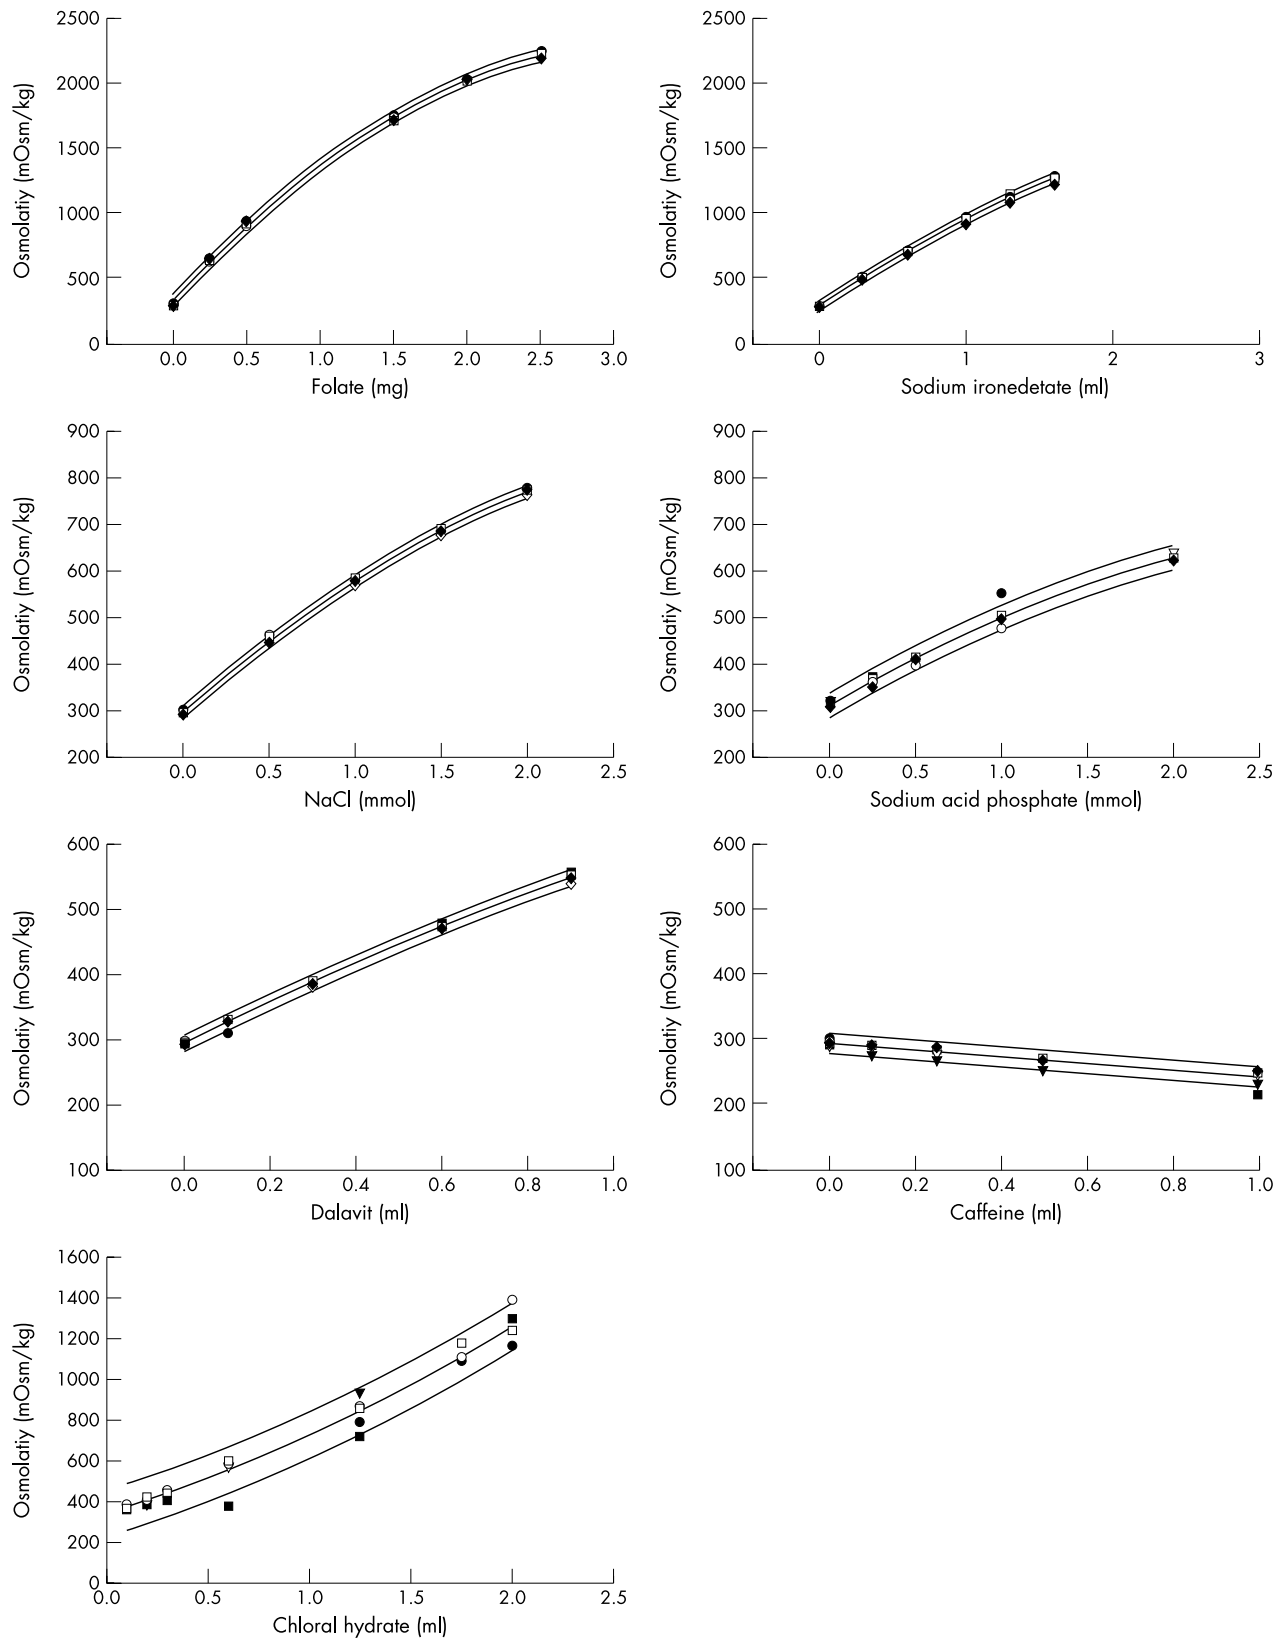 Osmolatiy (mOsm/kg)
2500
2000
1500
1000
500
0
0.0 0.5 1.0 1.5 2.0 2.5 3.0
Folate (mg)
Osmolatiy (mOsm/kg)
2500
2000
1500
1000
500
0
0 1 2 3
Sodium ironedetate (ml)
Osmolatiy (mOsm/kg)
900
800
700
600
500
400
300
200
0.0 0.5 1.0 1.5 2.0 2.5
NaCl (mmol)
Osmolatiy (mOsm/kg)
900
800
700
600
500
400
300
200
0.0 0.5 1.0 1.5 2.0 2.5
Sodium acid phosphate (mmol)
Osmolatiy (mOsm/kg)
600
500
400
300
200
100
0.0 0.2 0.4 0.6 0.8 1.0
Dalavit (ml)
Osmolatiy (mOsm/kg)
600
500
400
300
200
100
0.0 0.2 0.4 0.6 0.8 1.0
Caffeine (ml)
Osmolatiy (mOsm/kg)
1600
1400
1200
1000
800
600
400
200
0
0.0 0.5 1.0 1.5 2.0 2.5
Chloral hydrate (ml)